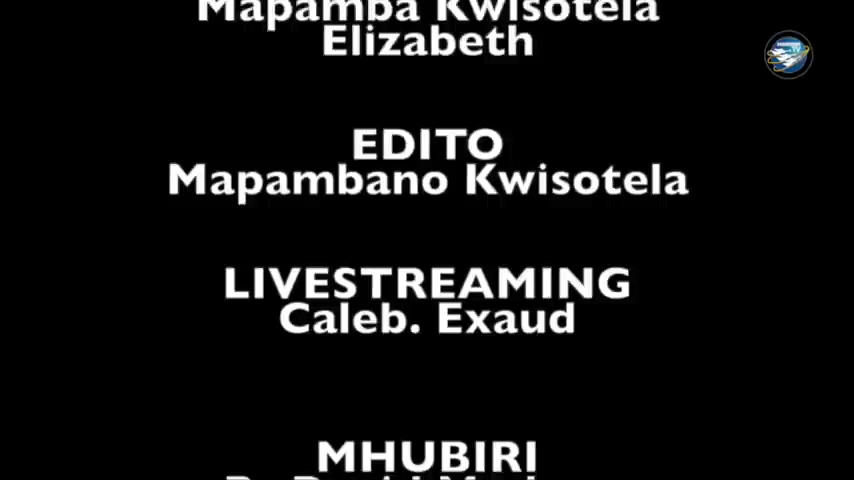 Mapamba Kwisotela
Elizabeth
EDITO
Mapambano Kwisotela
LIVESTREAMING
Caleb. Exaud
MHUBIRI